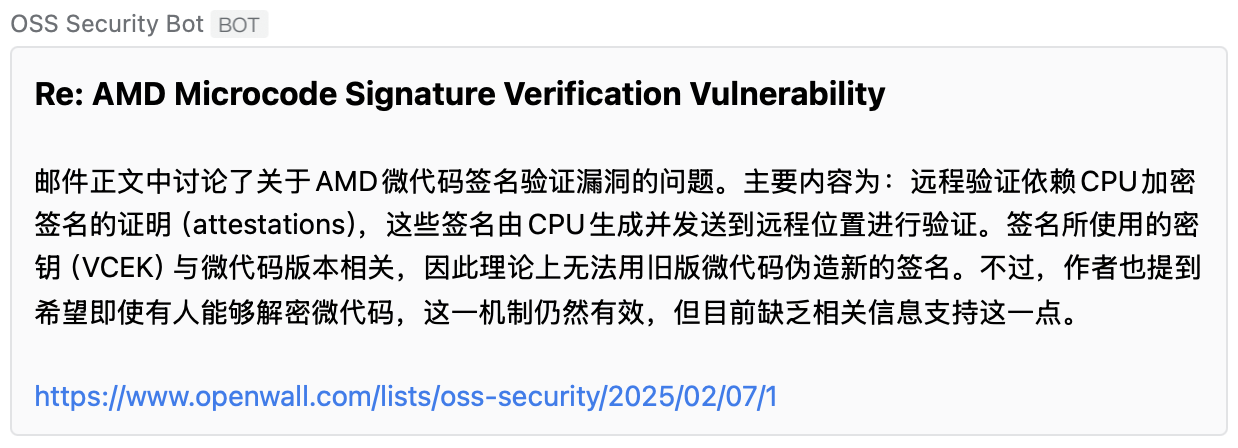 OSS Security Bot BOT
Re: AMD Microcode Signature Verification Vulnerability
邮件正文中讨论了关于AMD微代码签名验证漏洞的问题。主要内容为：远程验证依赖CPU加密
签名的证明 (attestations)，这些签名由CPU生成并发送到远程位置进行验证。签名所使用的密
钥 (VCEK) 与微代码版本相关，因此理论上无法用旧版微代码伪造新的签名。不过，作者也提到
希望即使有人能够解密微代码，这一机制仍然有效，但目前缺乏相关信息支持这一点。
https://www.openwall.com/lists/oss-security/2025/02/07/1